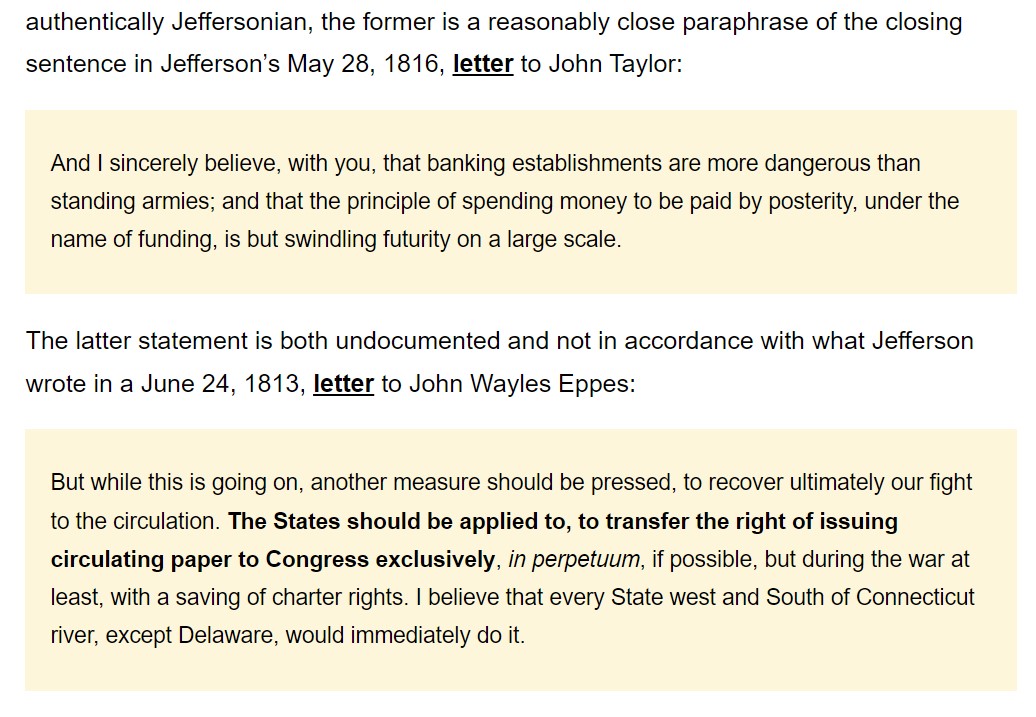 authentically Jeffersonian, the former is a reasonably close paraphrase of the closing
sentence in Jefferson’s May 28, 1816, letter to John Taylor:
And I sincerely believe, with you, that banking establishments are more dangerous than
standing armies; and that the principle of spending money to be paid by posterity, under the
name of funding, is but swindling futurity on a large scale.
The latter statement is both undocumented and not in accordance with what Jefferson
wrote in a June 24, 1813, letter to John Wayles Eppes:
But while this is going on, another measure should be pressed, to recover ultimately our fight
to the circulation. The States should be applied to, to transfer the right of issuing
circulating paper to Congress exclusively, in perpetuum, if possible, but during the war at
least, with a saving of charter rights. I believe that every State west and South of Connecticut
river, except Delaware, would immediately do it.